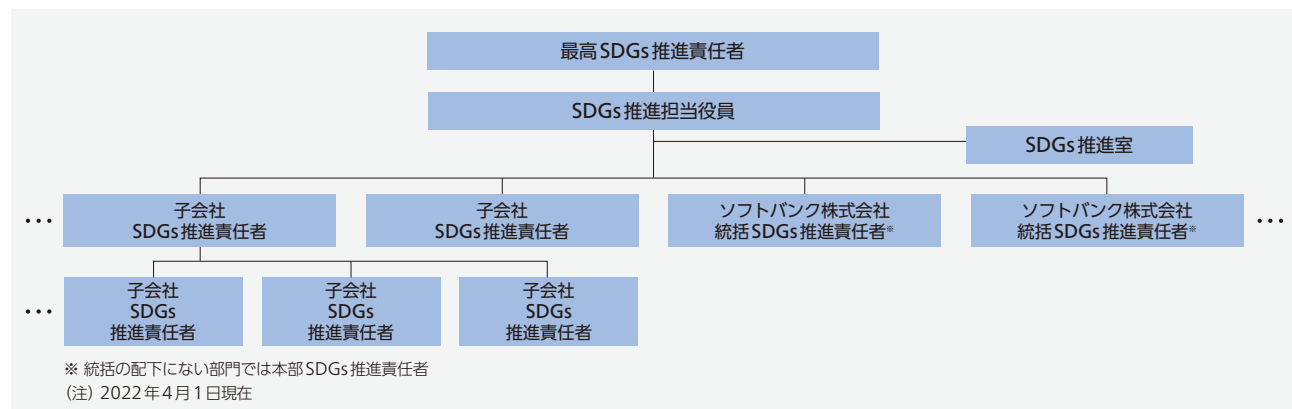 最高SDGs推進責任者
SDGs推進担当役員
SDGs推進室
…
子会社
SDGs推進責任者
子会社
SDGs推進責任者
ソフトバンク株式会社
統括SDGs推進責任者※
ソフトバンク株式会社
統括SDGs推進責任者※
…
…
子会社
SDGs
推進責任者
子会社
SDGs
推進責任者
子会社
SDGs
推進責任者
※ 統括の配下にない部門では本部SDGs推進責任者
(注) 2022年4月1日現在